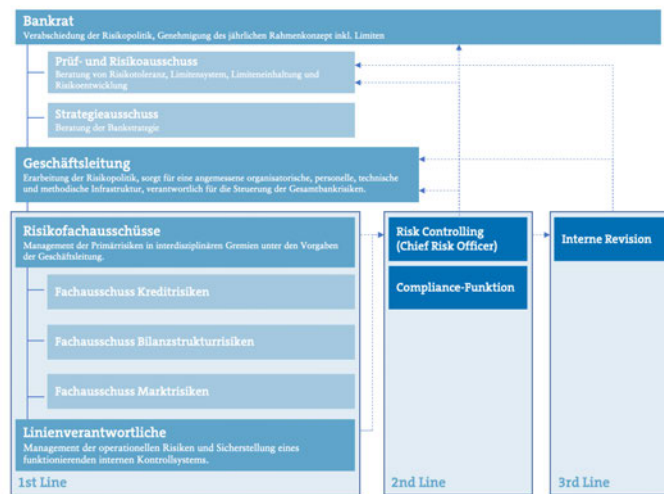 Bankrat
Verabschiedung der Risikopolitik, Genehmigung des jährlichen Rahmenkonzept inkl. Limiten
Prüf- und Risikoausschuss
Beratung von Risikotoleranz, Limitensystem, Limiteneinhaltung und
Risikoentwicklung
Strategieausschuss
Beratung der Bankstrategie
Geschäftsleitung
Erarbeitung der Risikopolitik, sorgt für eine angemessene organisatorische, personelle, technische
und methodische Infrastruktur, verantwortlich für die Steuerung der Gesamtbankrisiken.
Risikofachausschüsse
Management der Primärrisiken in interdisziplinären Gremien unter den Vorgaben
der Geschäftsleitung.
Fachausschuss Kreditrisiken
Fachausschuss Bilanzstrukturrisiken
Fachausschuss Marktrisiken
Linienverantwortliche
Management der operationellen Risiken und Sicherstellung eines
funktionierenden internen Kontrollsystems.
1st Line
Risk Controlling
(Chief Risk Officer)
Compliance-Funktion
2nd Line
Interne Revision
3rd Line